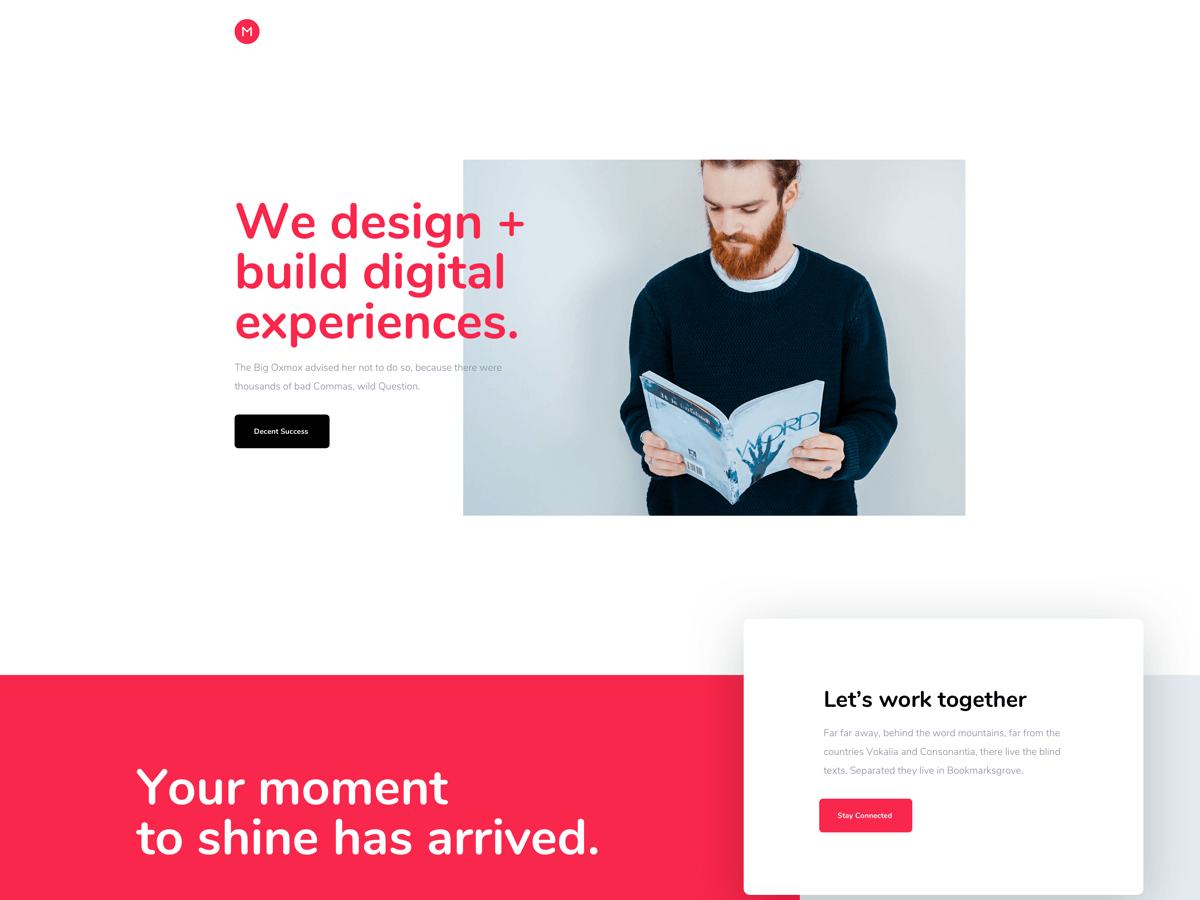 M
We design +
build digital
experiences.
The Big Oxmox advised her not to do so, because there were
thousands of bad Commas, wild Question.
Decent Success
WORD
Let’s work together
Far far away, behind the word mountains, far from the
countries Vokalia and Consonantia, there live the blind
texts. Separated they live in Bookmarksgrove.
Stay Connected
Your moment
to shine has arrived.